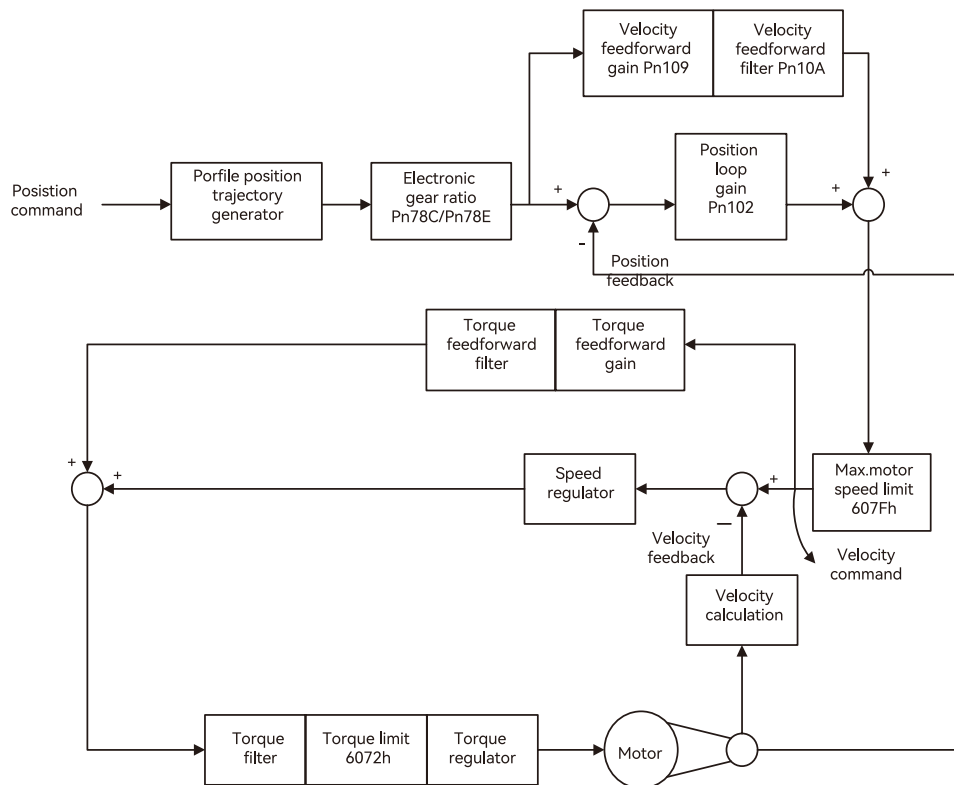 Velocity
feedforward
gain Pn109
Velocity
feedforward
filter Pn10A
+
Posistion
command
Porfile position
trajectory
generator
Electronic
gear ratio
Pn78C/Pn78E
+
-
Position
loop
gain
Pn102
+
Position
feedback
Torque
feedforward
filter
Torque
feedforward
gain
+
+
Speed
regulator
+
—
Max.motor
speed limit
607Fh
Velocity
feedback
Velocity
command
Velocity
calculation
Torque
filter
Torque limit
6072h
Torque
regulator
Motor